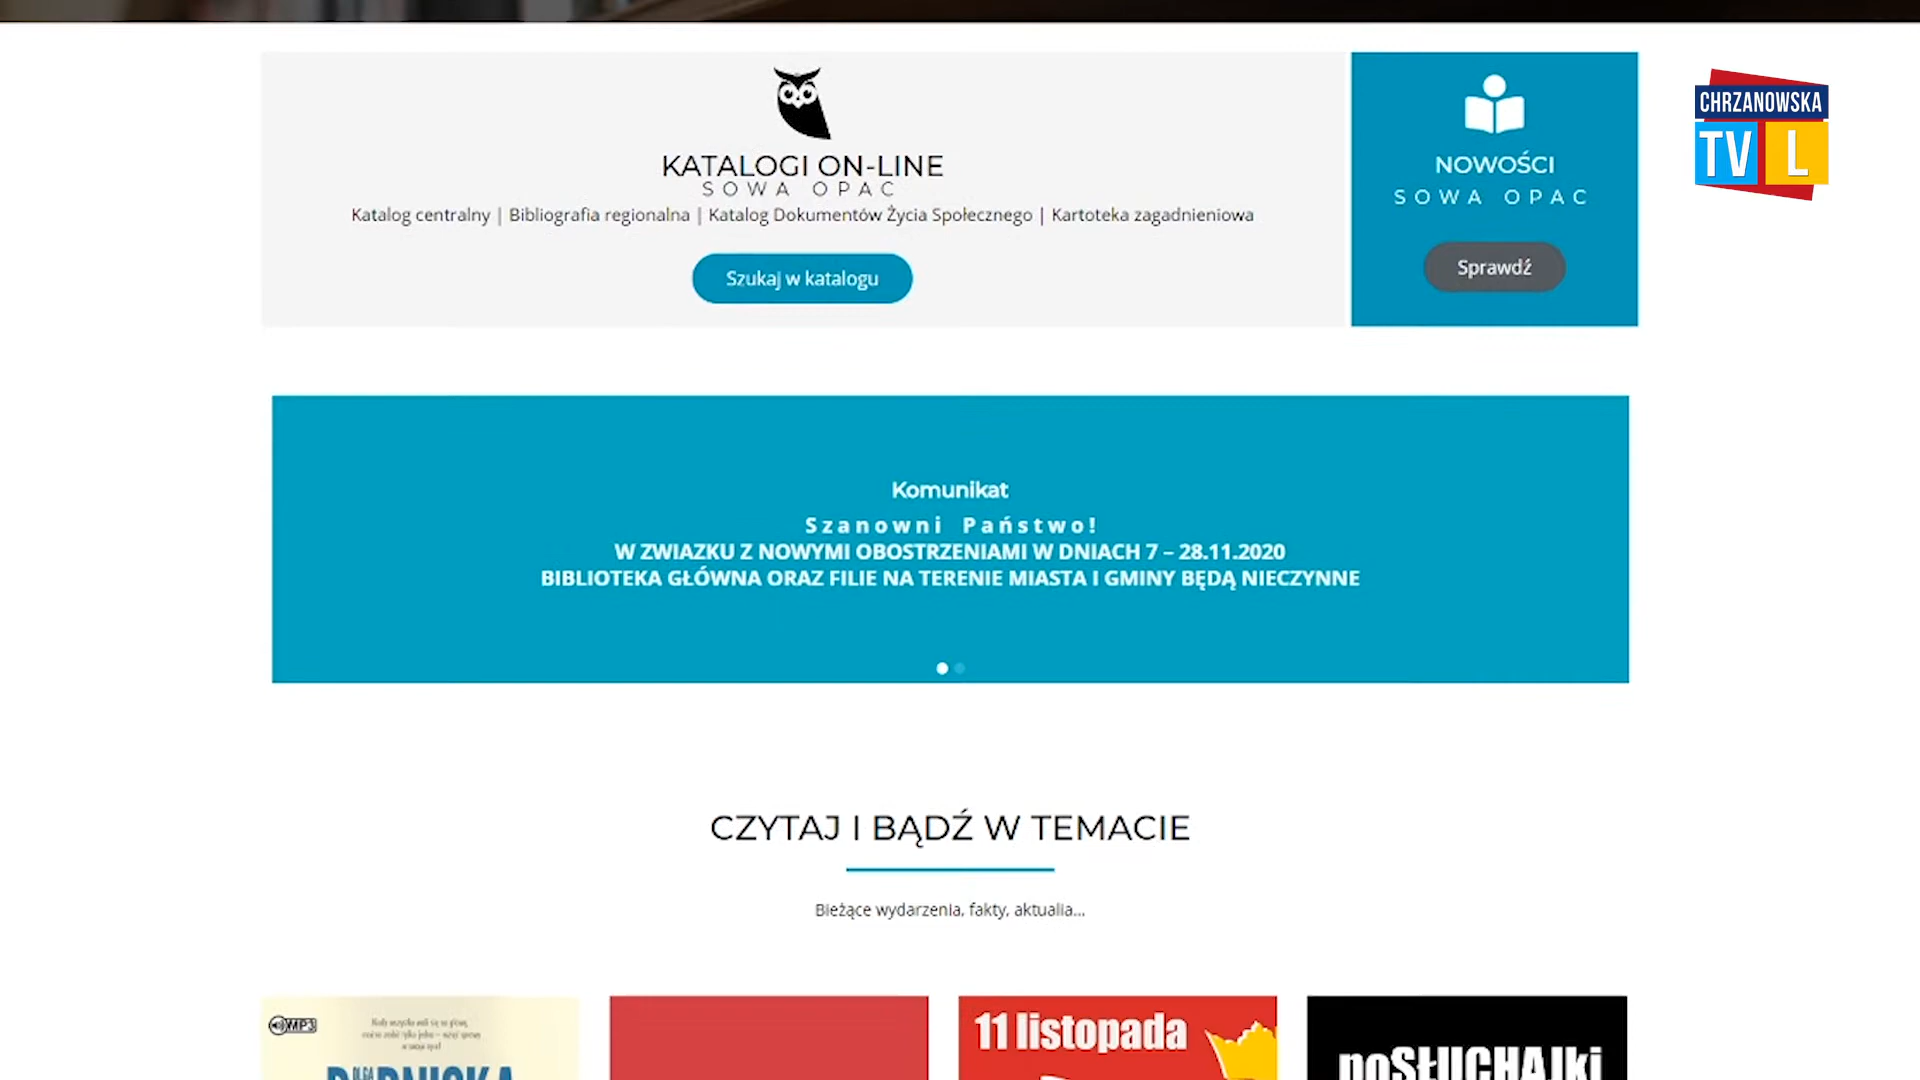 KATALOGI ON-LINE
SOWA OPAC
Katalog centralny | Bibliografia regionalna | Katalog Dokumentów Życia Społecznego | Kartoteka zagadnieniowa
Szukaj w katalogu
NOWOŚCI
SOWA OPAC
Sprawdź
CHRZANOWSKA
TV L
Komunikat
Szanowni Państwo!
W ZWIAZKU Z NOWYMI OBOSTRZENIAMI W DNIACH 7 – 28.11.2020
BIBLIOTEKA GŁÓWNA ORAZ FILIE NA TERENIE MIASTA I GMINY BĘDĄ NIECZYNNE
CZYTAJ I BĄDŹ W TEMACIE
Bieżące wydarzenia, fakty, aktualia...
MP3
11 listopada
poSŁUCHAJki